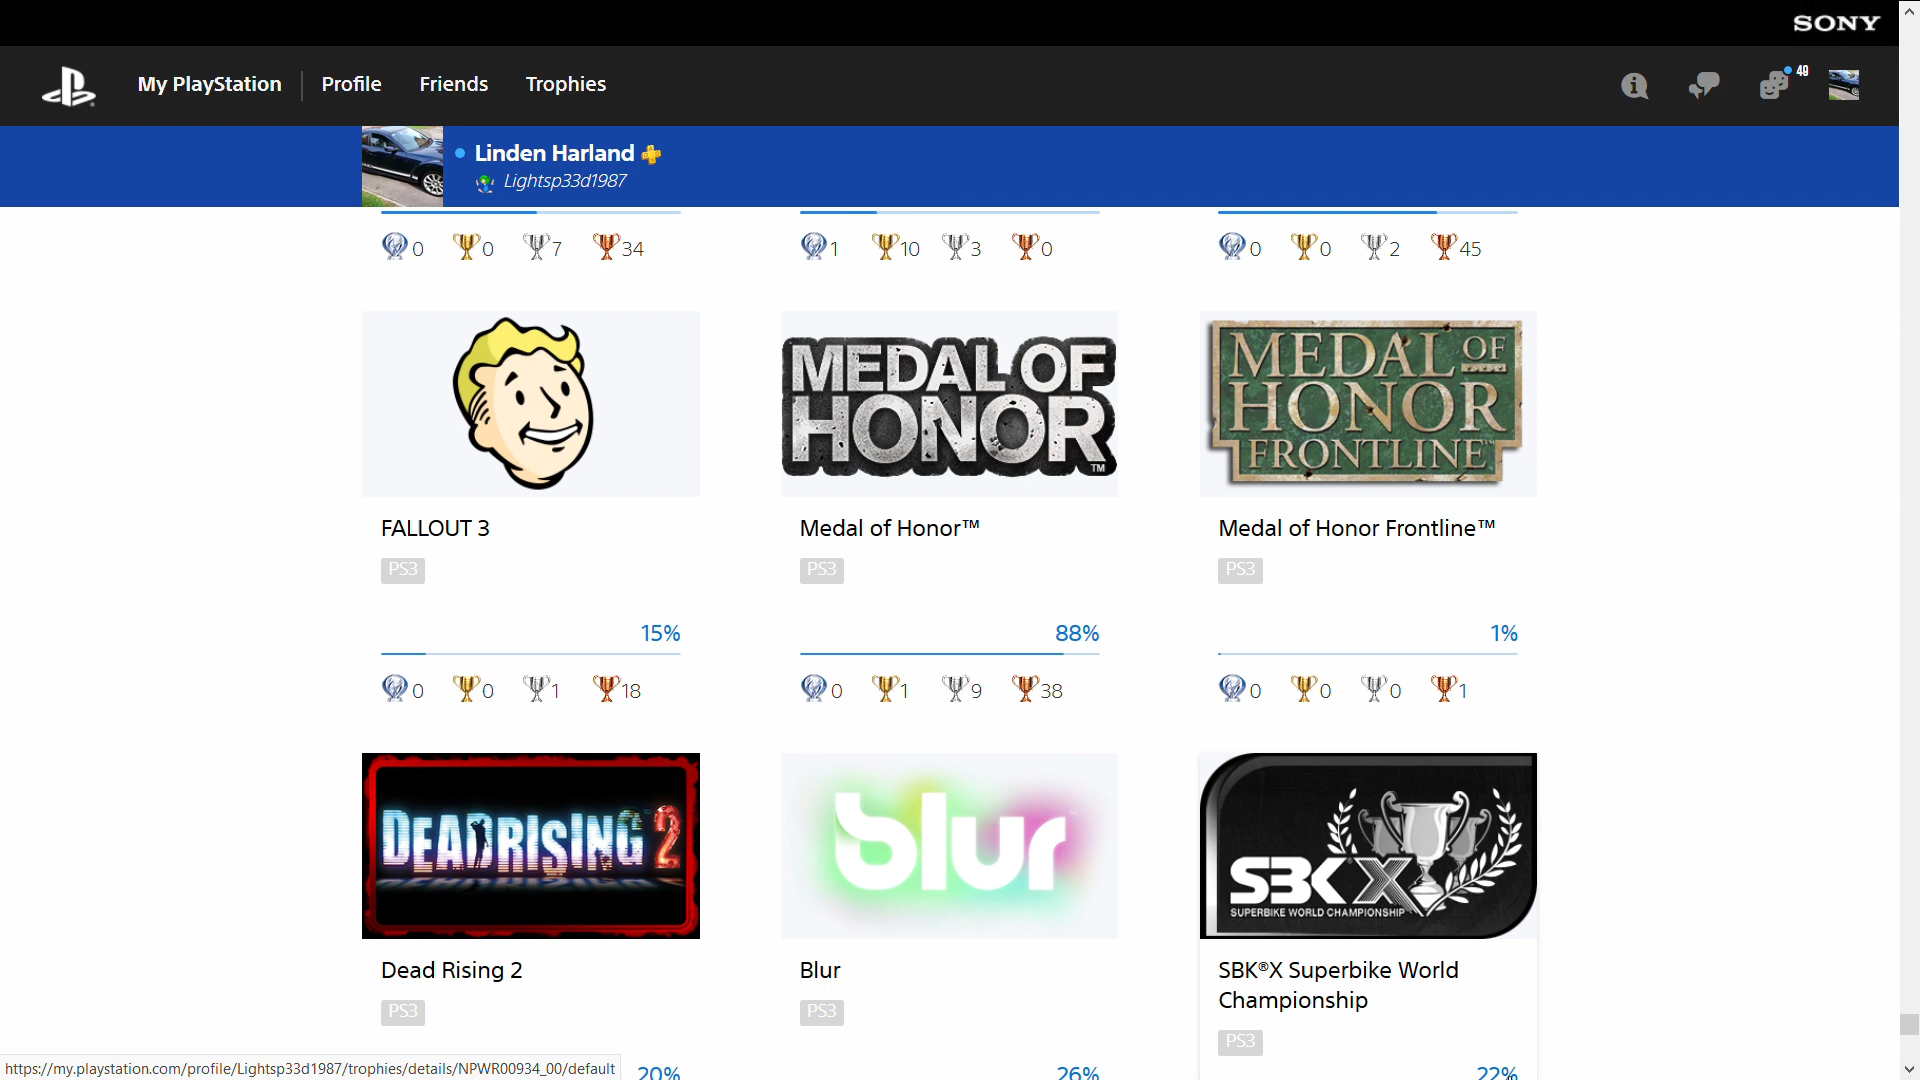 SONY
My PlayStation Profile Friends Trophies 49
Linden Harland
Lightsp33d1987
0 0 7 34 1 10 3 0 0 0 2 45
MEDAL OF HONOR™
MEDAL OF HONOR FRONTLINE™
FALLOUT 3 Medal of Honor™ Medal of Honor Frontline™
PS3 PS3 PS3
15% 88% 1%
0 0 1 18 0 1 9 38 0 0 0 1
DEADRISING 2
blur™
SBK X
SUPERBIKE WORLD CHAMPIONSHIP
Dead Rising 2 Blur SBK®X Superbike World
Championship
PS3 PS3 PS3
https://my.playstation.com/profile/Lightsp33d1987/trophies/details/NPWR00934_00/default 20% 26% 22%